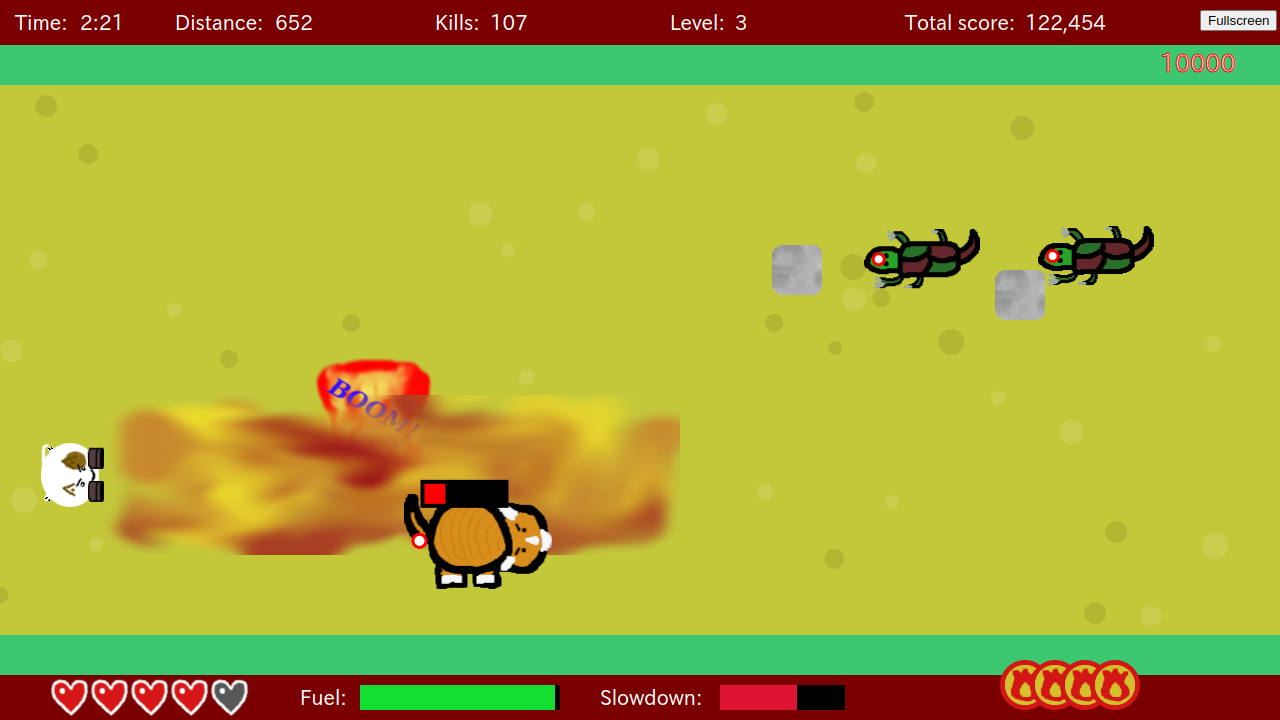 Time: 2:21 Distance: 652 Kills: 107 Level: 3 Total score: 122,454 Fullscreen
10000
BOOM!
Fuel: Slowdown: